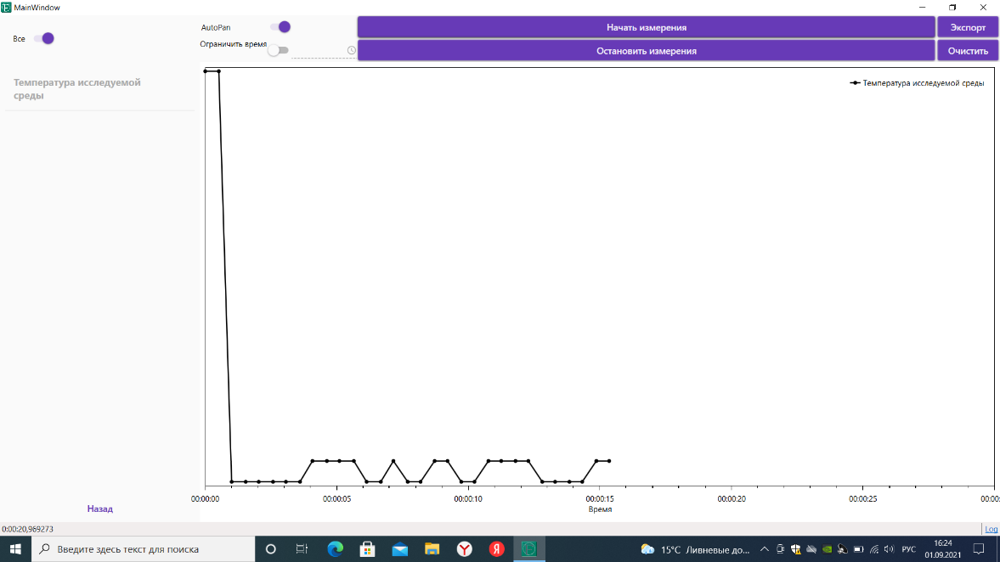 MainWindow
Все
AutoPan
Ограничить время
Начать измерения
Экспорт
Остановить измерения
Очистить
Температура исследуемой
среды
Температура исследуемой среды
00:00:00
00:00:05
00:00:10
00:00:15
00:00:20
00:00:25
00:00:
Время
Назад
0:00:20,969273
Log
Введите здесь текст для поиска
15°C Ливневые до...
РУС
16:24
01.09.2021